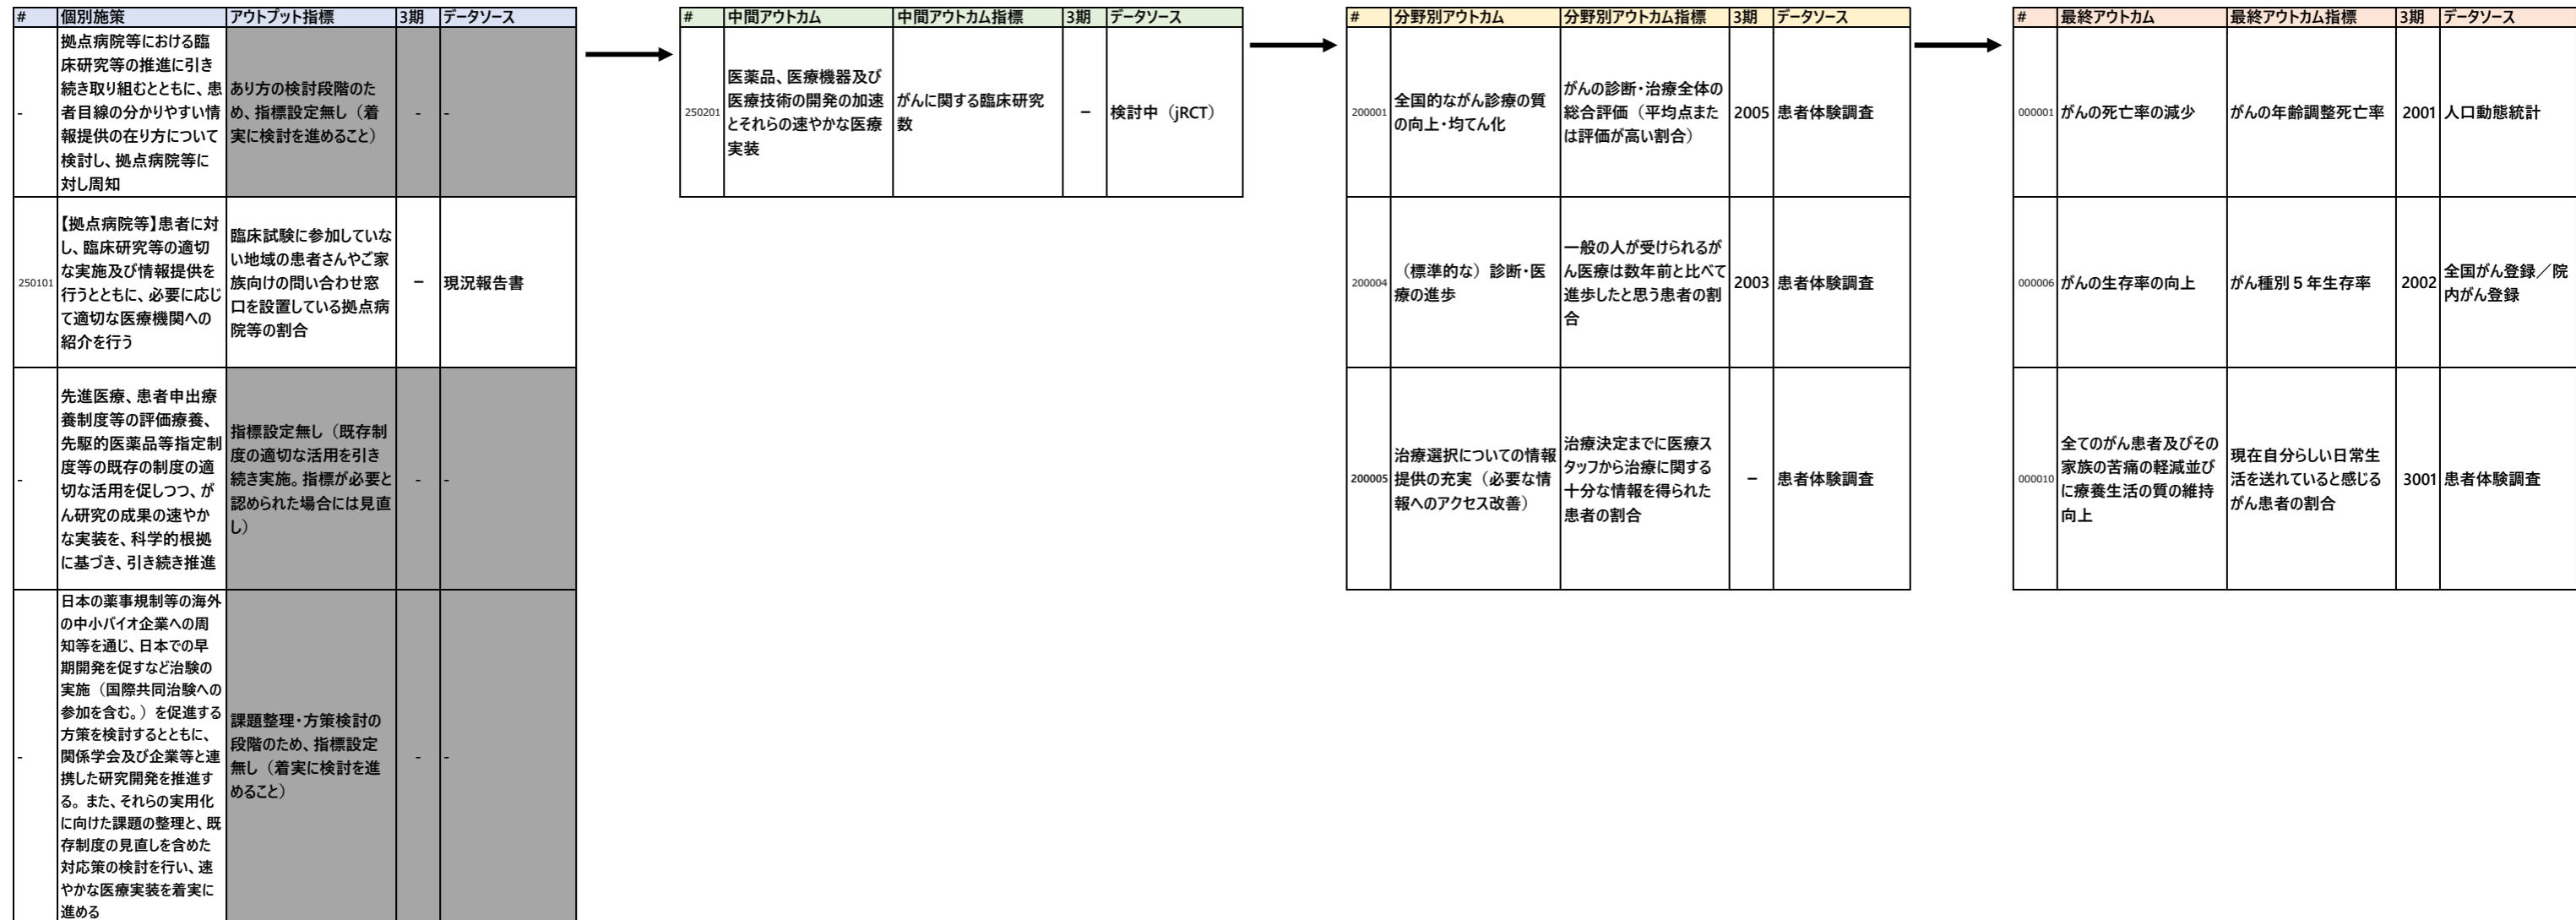 # 個別施策 アウトプット指標 3期 データソース
-
拠点病院等における臨
床研究等の推進に引き
続き取り組むとともに、患
者目線の分かりやすい情
報提供の在り方について
検討し、拠点病院等に
対し周知
あり方の検討段階のた
め、指標設定無し（着
実に検討を進めること）
-
-
250101
【拠点病院等】患者に対
し、臨床研究等の適切
な実施及び情報提供を
行うとともに、必要に応じ
て適切な医療機関への
紹介を行う
臨床試験に参加していな
い地域の患者さんやご家
族向けの問い合わせ窓
口を設置している拠点病
院等の割合
－
現況報告書
-
先進医療、患者申出療
養制度等の評価療養、
先駆的医薬品等指定制
度等の既存の制度の適
切な活用を促しつつ、が
ん研究の成果の速やか
な実装を、科学的根拠
に基づき、引き続き推進
指標設定無し（既存制
度の適切な活用を引き
続き実施。指標が必要と
認められた場合には見直
し）
-
-
-
日本の薬事規制等の海外
の中小バイオ企業への周
知等を通じ、日本での早
期開発を促すなど治験の
実施（国際共同治験への
参加を含む。）を促進する
方策を検討するとともに、
関係学会及び企業等と連
携した研究開発を推進す
る。また、それらの実用化
に向けた課題の整理と、既
存制度の見直しを含めた
対応策の検討を行い、速
やかな医療実装を着実に
進める
課題整理・方策検討の
段階のため、指標設定
無し（着実に検討を進
めること）
-
-
# 中間アウトカム 中間アウトカム指標 3期 データソース
250201
医薬品、医療機器及び
医療技術の開発の加速
とそれらの速やかな医療
実装
がんに関する臨床研究
数
－
検討中（jRCT）
# 分野別アウトカム 分野別アウトカム指標 3期 データソース
200001
全国的ながん診療の質
の向上・均てん化
がんの診断・治療全体の
総合評価（平均点また
は評価が高い割合）
2005
患者体験調査
200004
（標準的な）診断・医
療の進歩
一般の人が受けられるが
ん医療は数年前と比べて
進歩したと思う患者の割
合
2003
患者体験調査
200005
治療選択についての情報
提供の充実（必要な情
報へのアクセス改善）
治療決定までに医療ス
タッフから治療に関する
十分な情報を得られた
患者の割合
－
患者体験調査
# 最終アウトカム 最終アウトカム指標 3期 データソース
000001
がんの死亡率の減少
がんの年齢調整死亡率
2001
人口動態統計
000006
がんの生存率の向上
がん種別５年生存率
2002
全国がん登録／院
内がん登録
000010
全てのがん患者及びその
家族の苦痛の軽減並び
に療養生活の質の維持
向上
現在自分らしい日常生
活を送れていると感じる
がん患者の割合
3001
患者体験調査